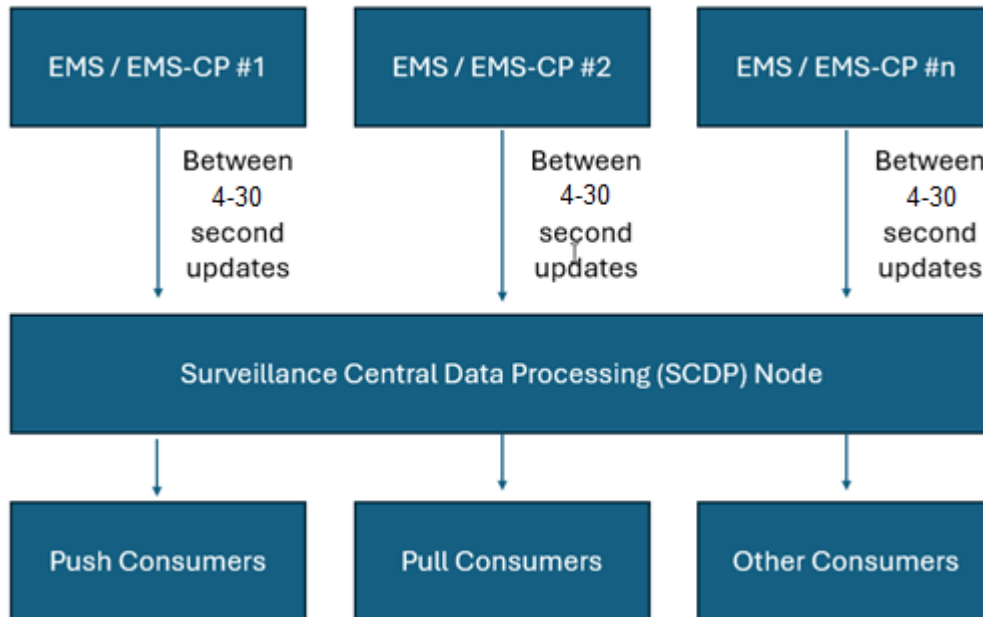 EMS / EMS-CP #1
EMS / EMS-CP #2
EMS / EMS-CP #n
Between
4-30
second
updates
Between
4-30
second
updates
Between
4-30
second
updates
Surveillance Central Data Processing (SCDP) Node
Push Consumers
Pull Consumers
Other Consumers